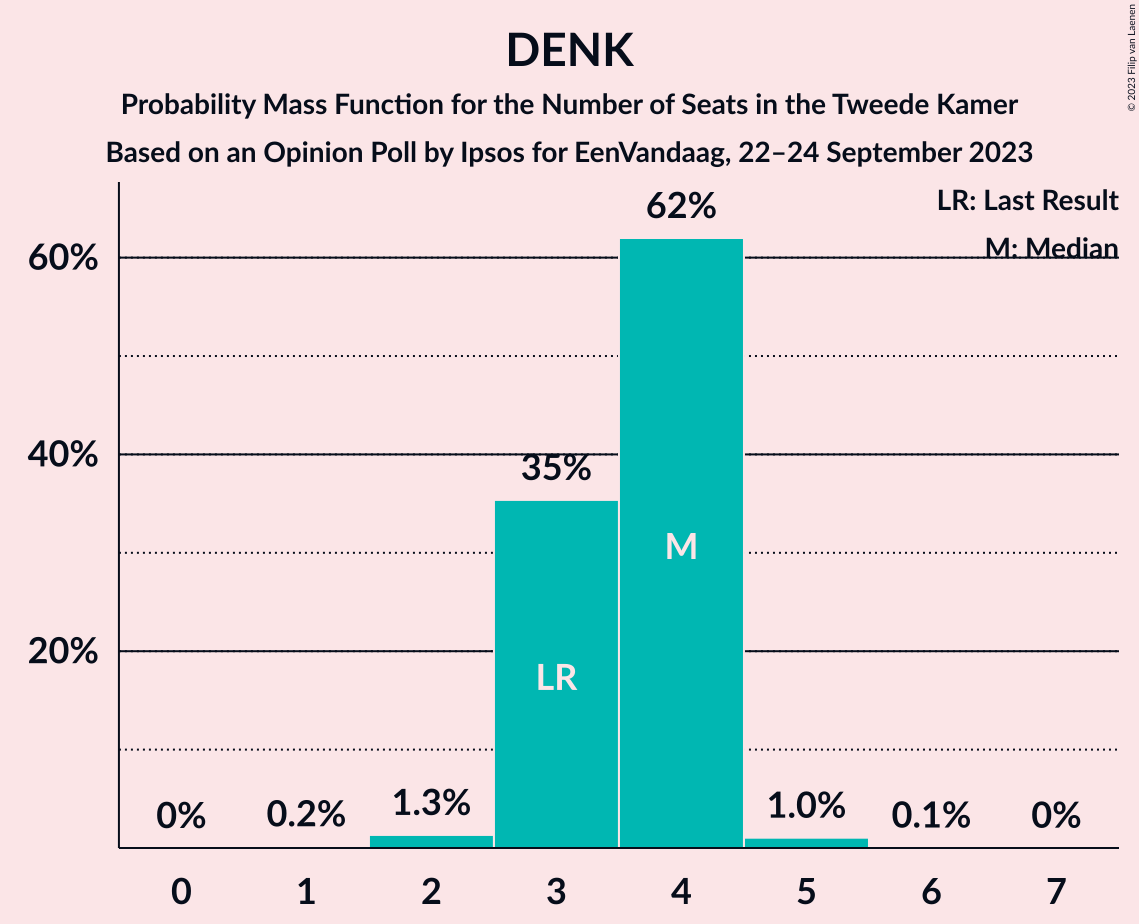 DENK
Probability Mass Function for the Number of Seats in the Tweede Kamer
Based on an Opinion Poll by Ipsos for EenVandaag, 22–24 September 2023
© 2023 Filip van Laenen
LR: Last Result
M: Median
60%
40%
20%
0%
0.2%
1.3%
35%
62%
1.0%
0.1%
0%
LR
M
0 1 2 3 4 5 6 7